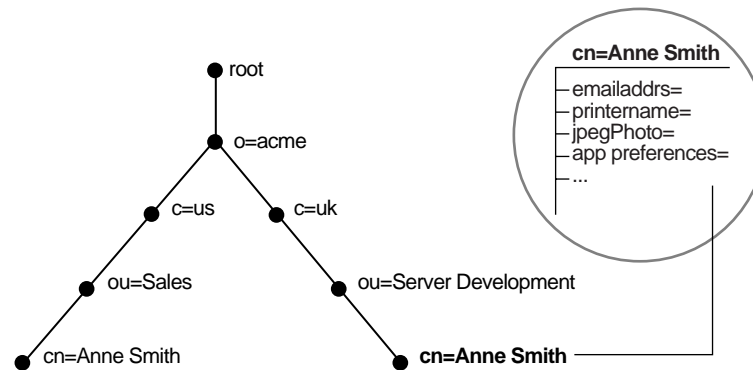 root
o=acme
c=us
c=uk
ou=Sales
ou=Server Development
cn=Anne Smith
cn=Anne Smith
cn=Anne Smith
emailaddrs=
printername=
jpegPhoto=
app preferences=
...